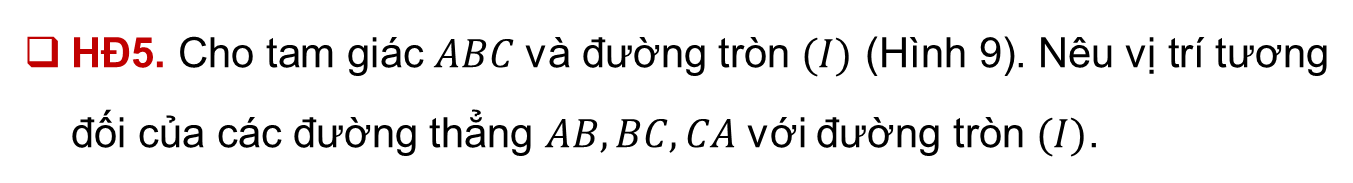 ❑ HĐ5. Cho tam giác ABC và đường tròn (I) (Hình 9). Nêu vị trí tương
đối của các đường thẳng AB, BC, CA với đường tròn (I).